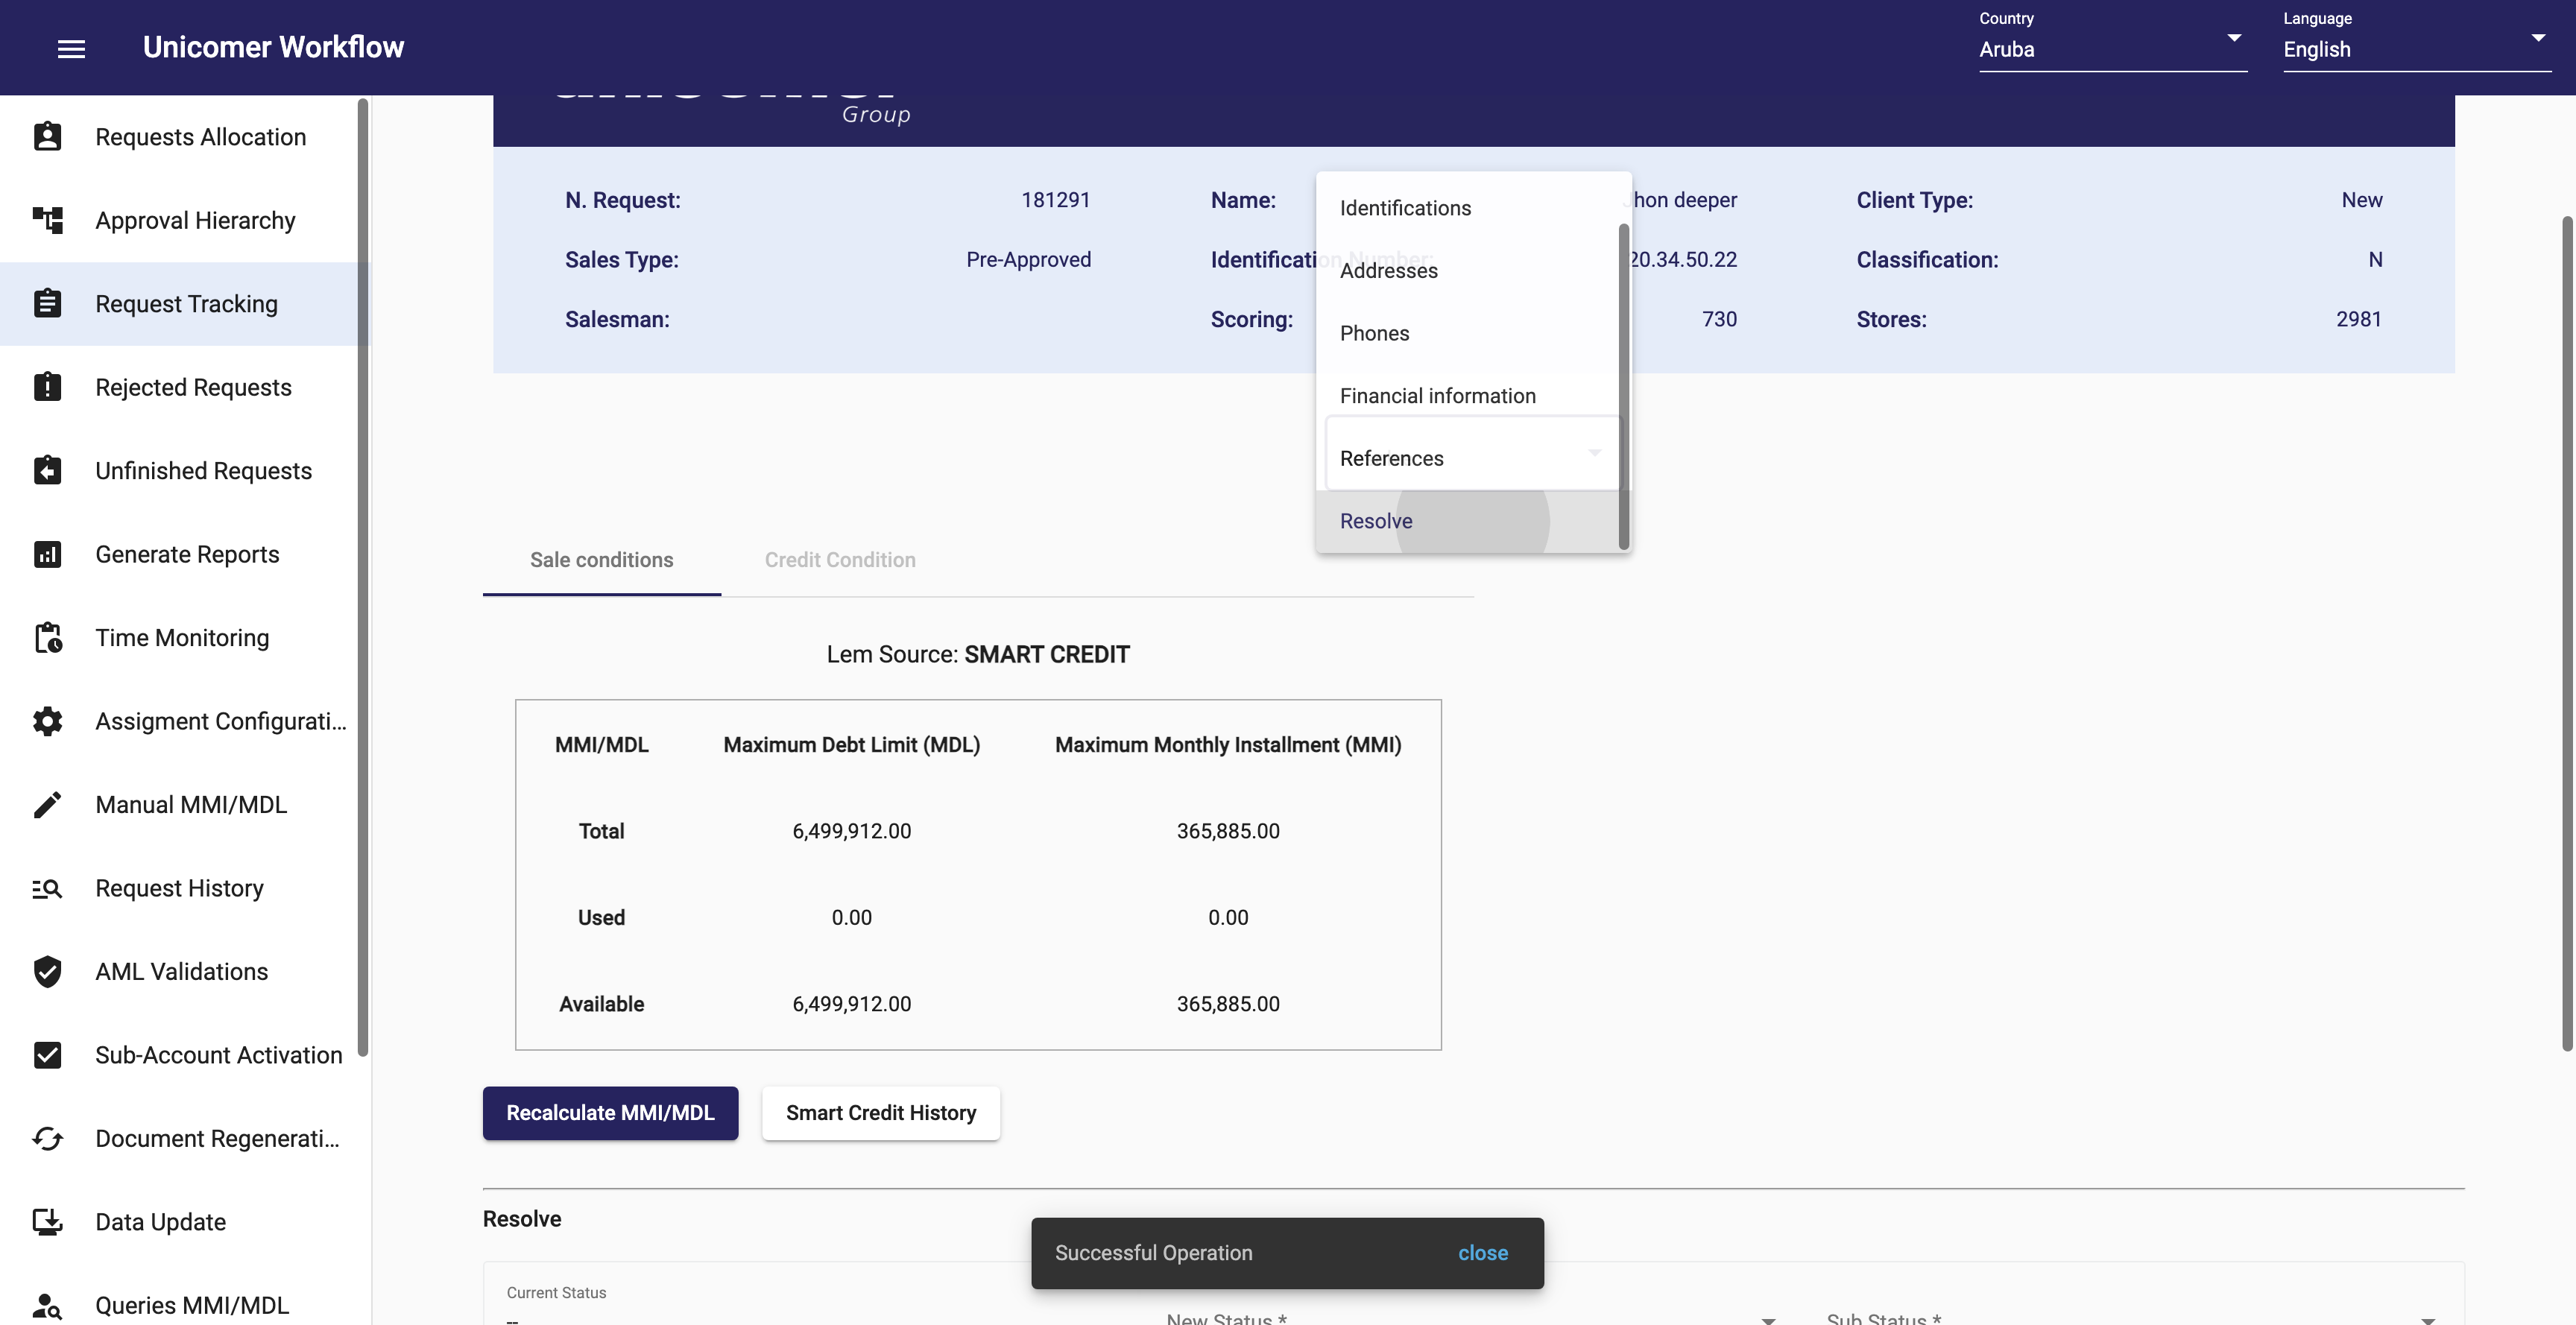 Unicomer Workflow
Country
Aruba
Language
English
Requests Allocation
Approval Hierarchy
Request Tracking
Rejected Requests
Unfinished Requests
Generate Reports
Time Monitoring
Assigment Configurati...
Manual MMI/MDL
Request History
AML Validations
Sub-Account Activation
Document Regenerati...
Data Update
Queries MMI/MDL
Group
N. Request: 181291
Name: Jhon deeper
Client Type: New
Sales Type: Pre-Approved
Identification Number: 20.34.50.22
Classification: N
Salesman:
Scoring: 730
Stores: 2981
Identifications
Addresses
Phones
Financial information
References
Resolve
Sale conditions
Credit Condition
Lem Source: SMART CREDIT
MMI/MDL Maximum Debt Limit (MDL) Maximum Monthly Installment (MMI)
Total 6,499,912.00 365,885.00
Used 0.00 0.00
Available 6,499,912.00 365,885.00
Recalculate MMI/MDL
Smart Credit History
Resolve
Successful Operation close
Current Status
--
New Status *
Sub Status *